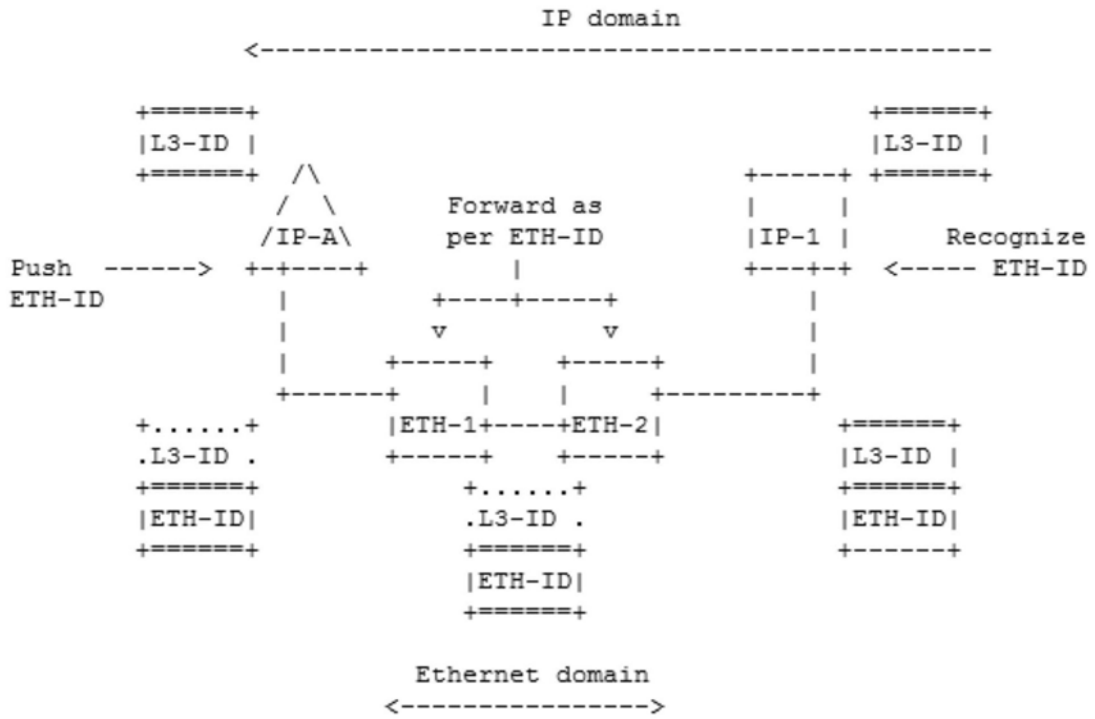 IP domain
<----------------------------------------------
+======+ +======+
|L3-ID | |L3-ID |
+======+ /\ +-----+ +======+
/ \ Forward as | |
/IP-A\ per ETH-ID |IP-1 | Recognize
Push ------> +-+----+ | +---+-+ <----- ETH-ID
ETH-ID | +----+-----+ |
| v v |
| +-----+ +-----+ |
+------+ | | +---------+
+......+ |ETH-1+----+ETH-2| +======+
.L3-ID . +-----+ +-----+ |L3-ID |
+======+ +......+ +======+
|ETH-ID| .L3-ID . |ETH-ID|
+======+ +======+ +------+
|ETH-ID|
+======+
Ethernet domain
<---------------->